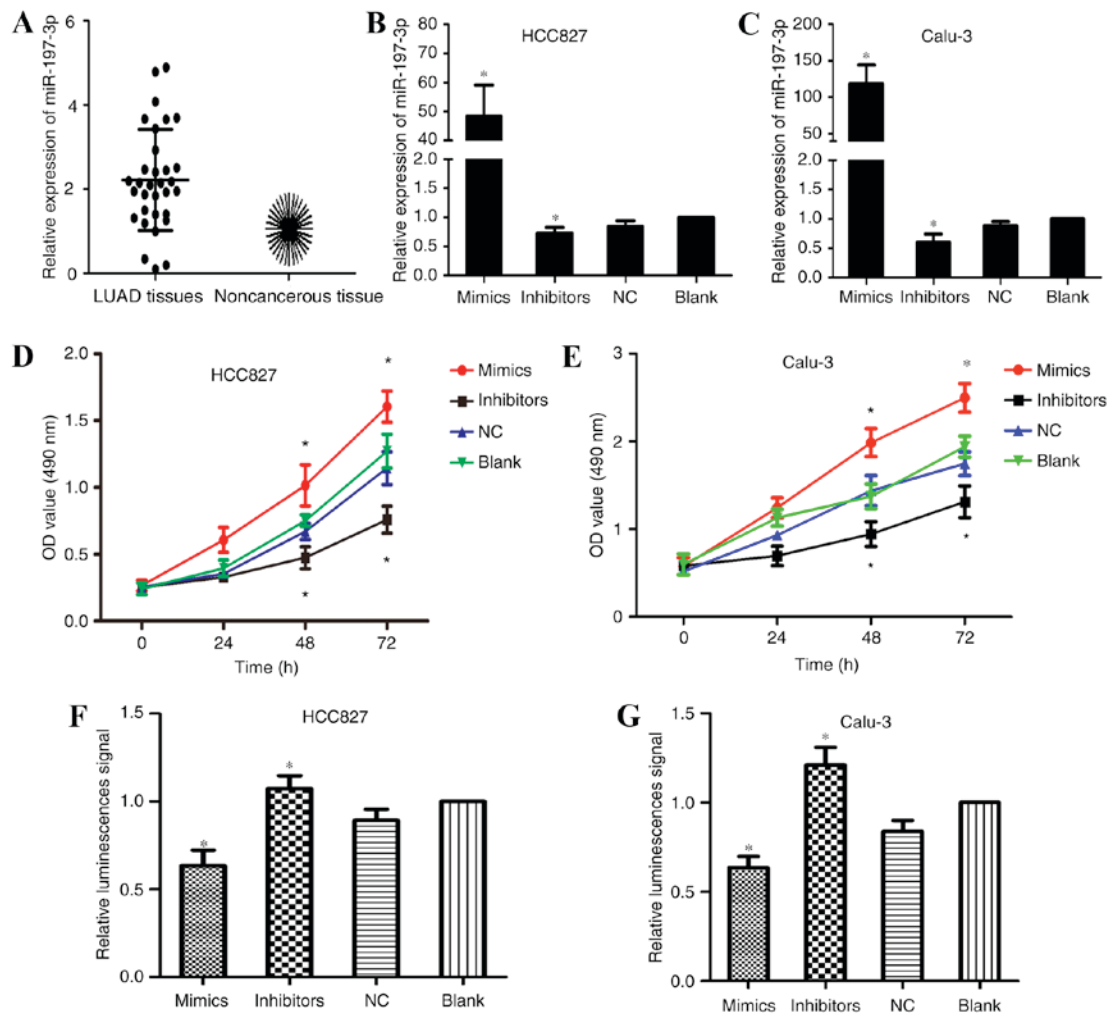 A
Relative expression of miR-197-3p
6
4
2
0
LUAD tissues
Noncancerous tissue
B
HCC827
Relative expression of miR-197-3p
80
70
60
50
40
2.0
1.5
1.0
0.5
0.0
*
*
Mimics
Inhibitors
NC
Blank
C
Calu-3
Relative expression of miR-197-3p
200
150
100
50
0
2.0
1.5
1.0
0.5
0.0
*
*
Mimics
Inhibitors
NC
Blank
D
HCC827
OD value (490 nm)
2.0
1.5
1.0
0.5
0.0
*
*
*
*
0
24
48
72
Time (h)
Mimics
Inhibitors
NC
Blank
E
Calu-3
OD value (490 nm)
3
2
1
0
*
*
*
*
0
24
48
72
Time (h)
Mimics
Inhibitors
NC
Blank
F
HCC827
Relative luminescences signal
1.5
1.0
0.5
0.0
*
*
Mimics
Inhibitors
NC
Blank
G
Calu-3
Relative luminescences signal
1.5
1.0
0.5
0.0
*
*
Mimics
Inhibitors
NC
Blank